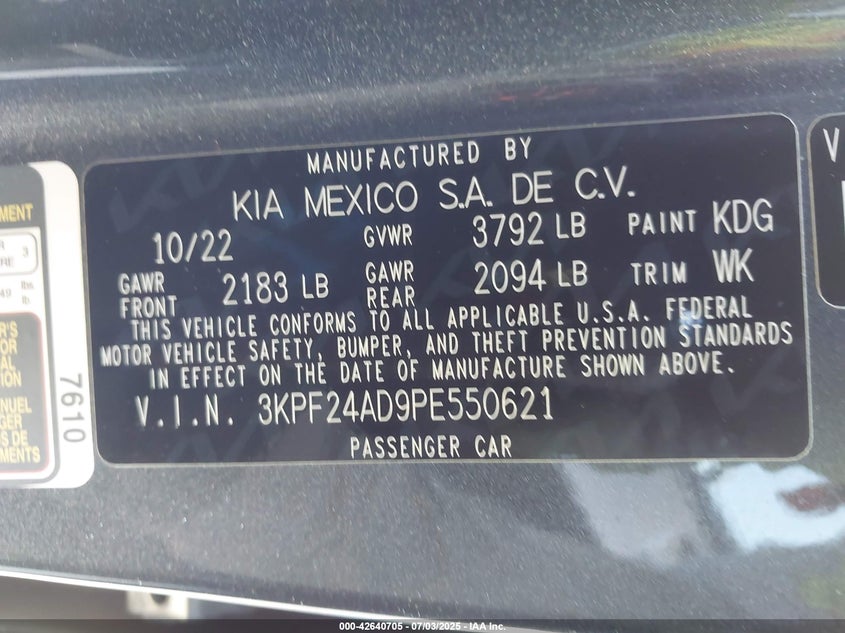 MANUFACTURED BY
KIA MEXICO S.A. DE C.V.
10/22 GVWR 3792 LB PAINT KDG
GAWR FRONT 2183 LB GAWR REAR 2094 LB TRIM WK
THIS VEHICLE CONFORMS TO ALL APPLICABLE U.S.A. FEDERAL
MOTOR VEHICLE SAFETY, BUMPER, AND THEFT PREVENTION STANDARDS
IN EFFECT ON THE DATE OF MANUFACTURE SHOWN ABOVE.
V.I.N. 3KPF24AD9PE550621
PASSENGER CAR
7610
3
V
000-42640705 - 07/03/2025 - IAA Inc.